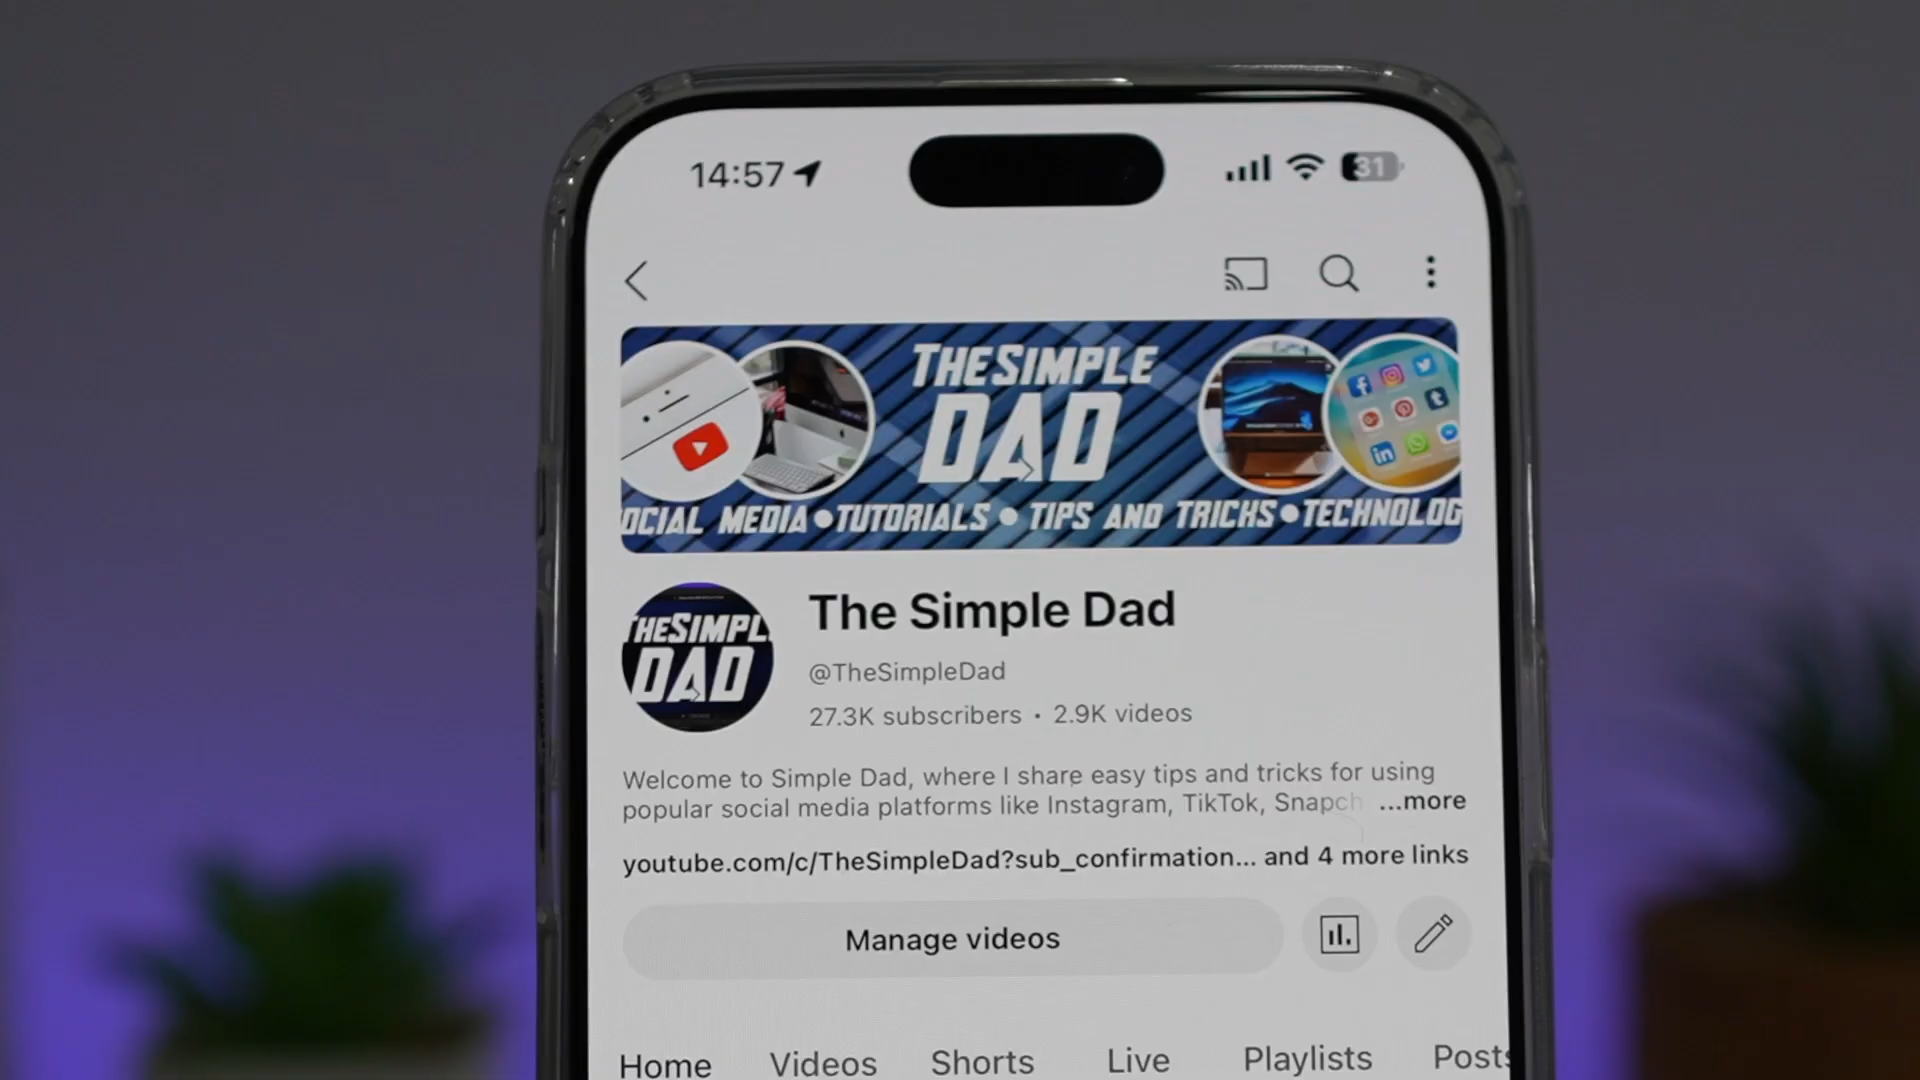 14:57
31
THE SIMPLE
DAD
OCIAL MEDIA • TUTORIALS • TIPS AND TRICKS • TECHNOLOG
THESIMPL
DAD
The Simple Dad
@TheSimpleDad
27.3K subscribers • 2.9K videos
Welcome to Simple Dad, where I share easy tips and tricks for using
popular social media platforms like Instagram, TikTok, Snapch ...more
youtube.com/c/TheSimpleDad?sub_confirmation... and 4 more links
Manage videos
Home Videos Shorts Live Playlists Posts